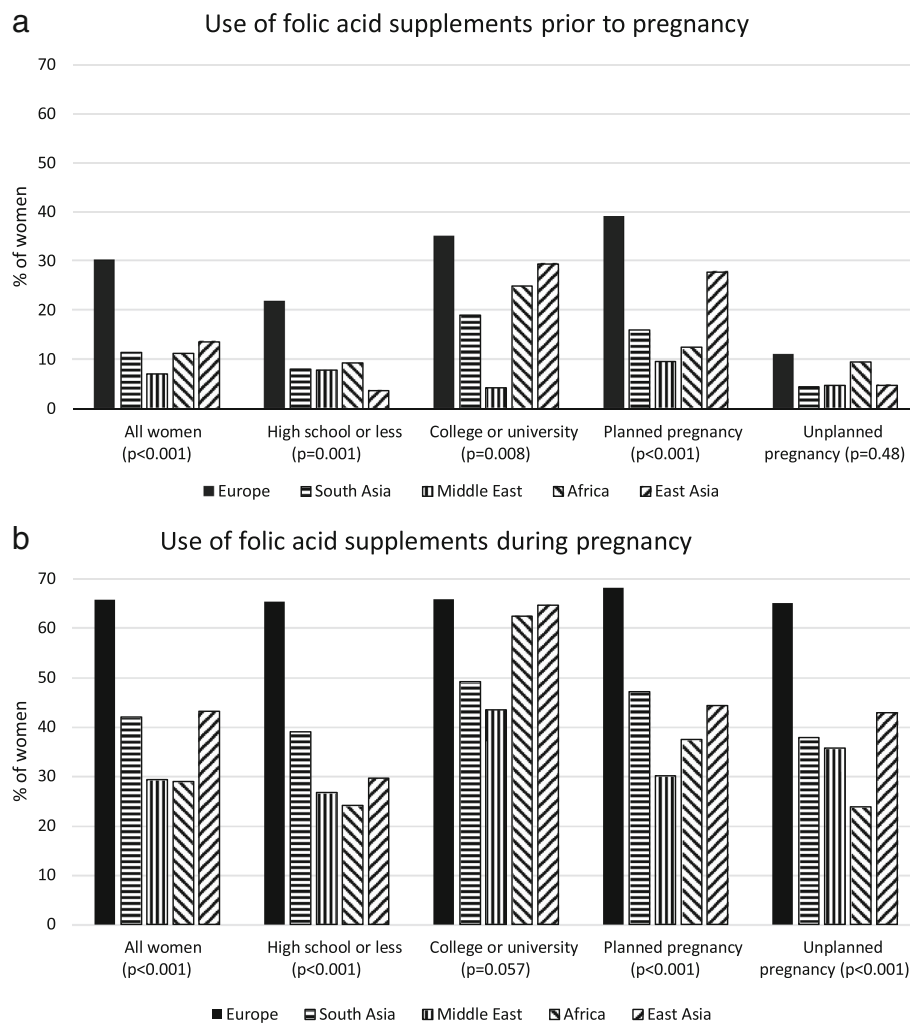 a
Use of folic acid supplements prior to pregnancy
70
60
50
40
30
20
10
0
% of women
All women
(p<0.001)
High school or less
(p=0.001)
College or university
(p=0.008)
Planned pregnancy
(p<0.001)
Unplanned
pregnancy (p=0.48)
Europe South Asia Middle East Africa East Asia
b
Use of folic acid supplements during pregnancy
70
60
50
40
30
20
10
0
% of women
All women
(p<0.001)
High school or less
(p<0.001)
College or university
(p=0.057)
Planned pregnancy
(p<0.001)
Unplanned
pregnancy (p<0.001)
Europe South Asia Middle East Africa East Asia